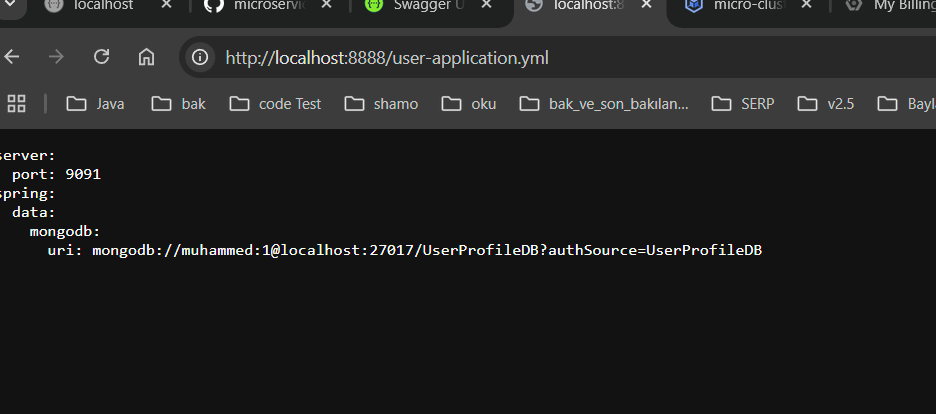 localhost
microservi
Swagger U
localhost:8
micro-clus
My Billing
http://localhost:8888/user-application.yml
Java
bak
code Test
shamo
oku
bak_ve_son_bakılan...
SERP
v2.5
Bayl
server:
  port: 9091
spring:
  data:
    mongodb:
      uri: mongodb://muhammed:1@localhost:27017/UserProfileDB?authSource=UserProfileDB